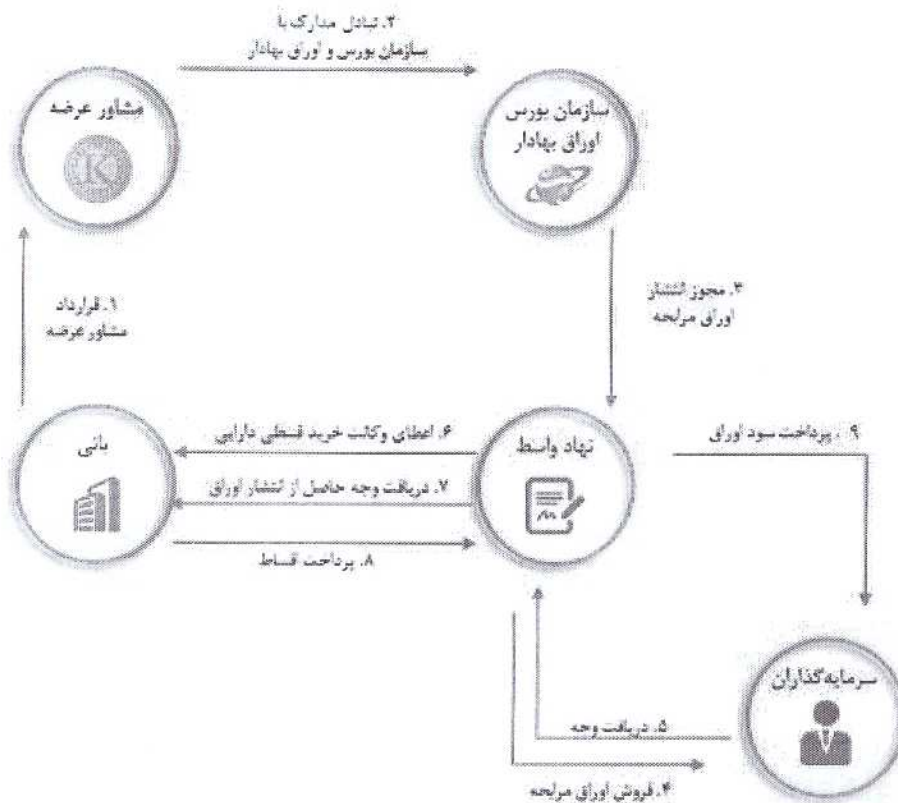 ۲. تبادل مدارک با
سازمان بورس و اوراق بهادار
مشاور عرضه
K
سازمان بورس
اوراق بهادار
۱. قرارداد
مشاور عرضه
۳. مجوز انتشار
اوراق مرابحه
بانی
۶. اعطای وکالت خرید قسطی دارایی
۷. دریافت وجه حاصل از انتشار اوراق
۸. پرداخت اقساط
نهاد واسط
۹. پرداخت سود اوراق
سرمایه‌گذاران
۵. دریافت وجه
۴. فروش اوراق مرابحه